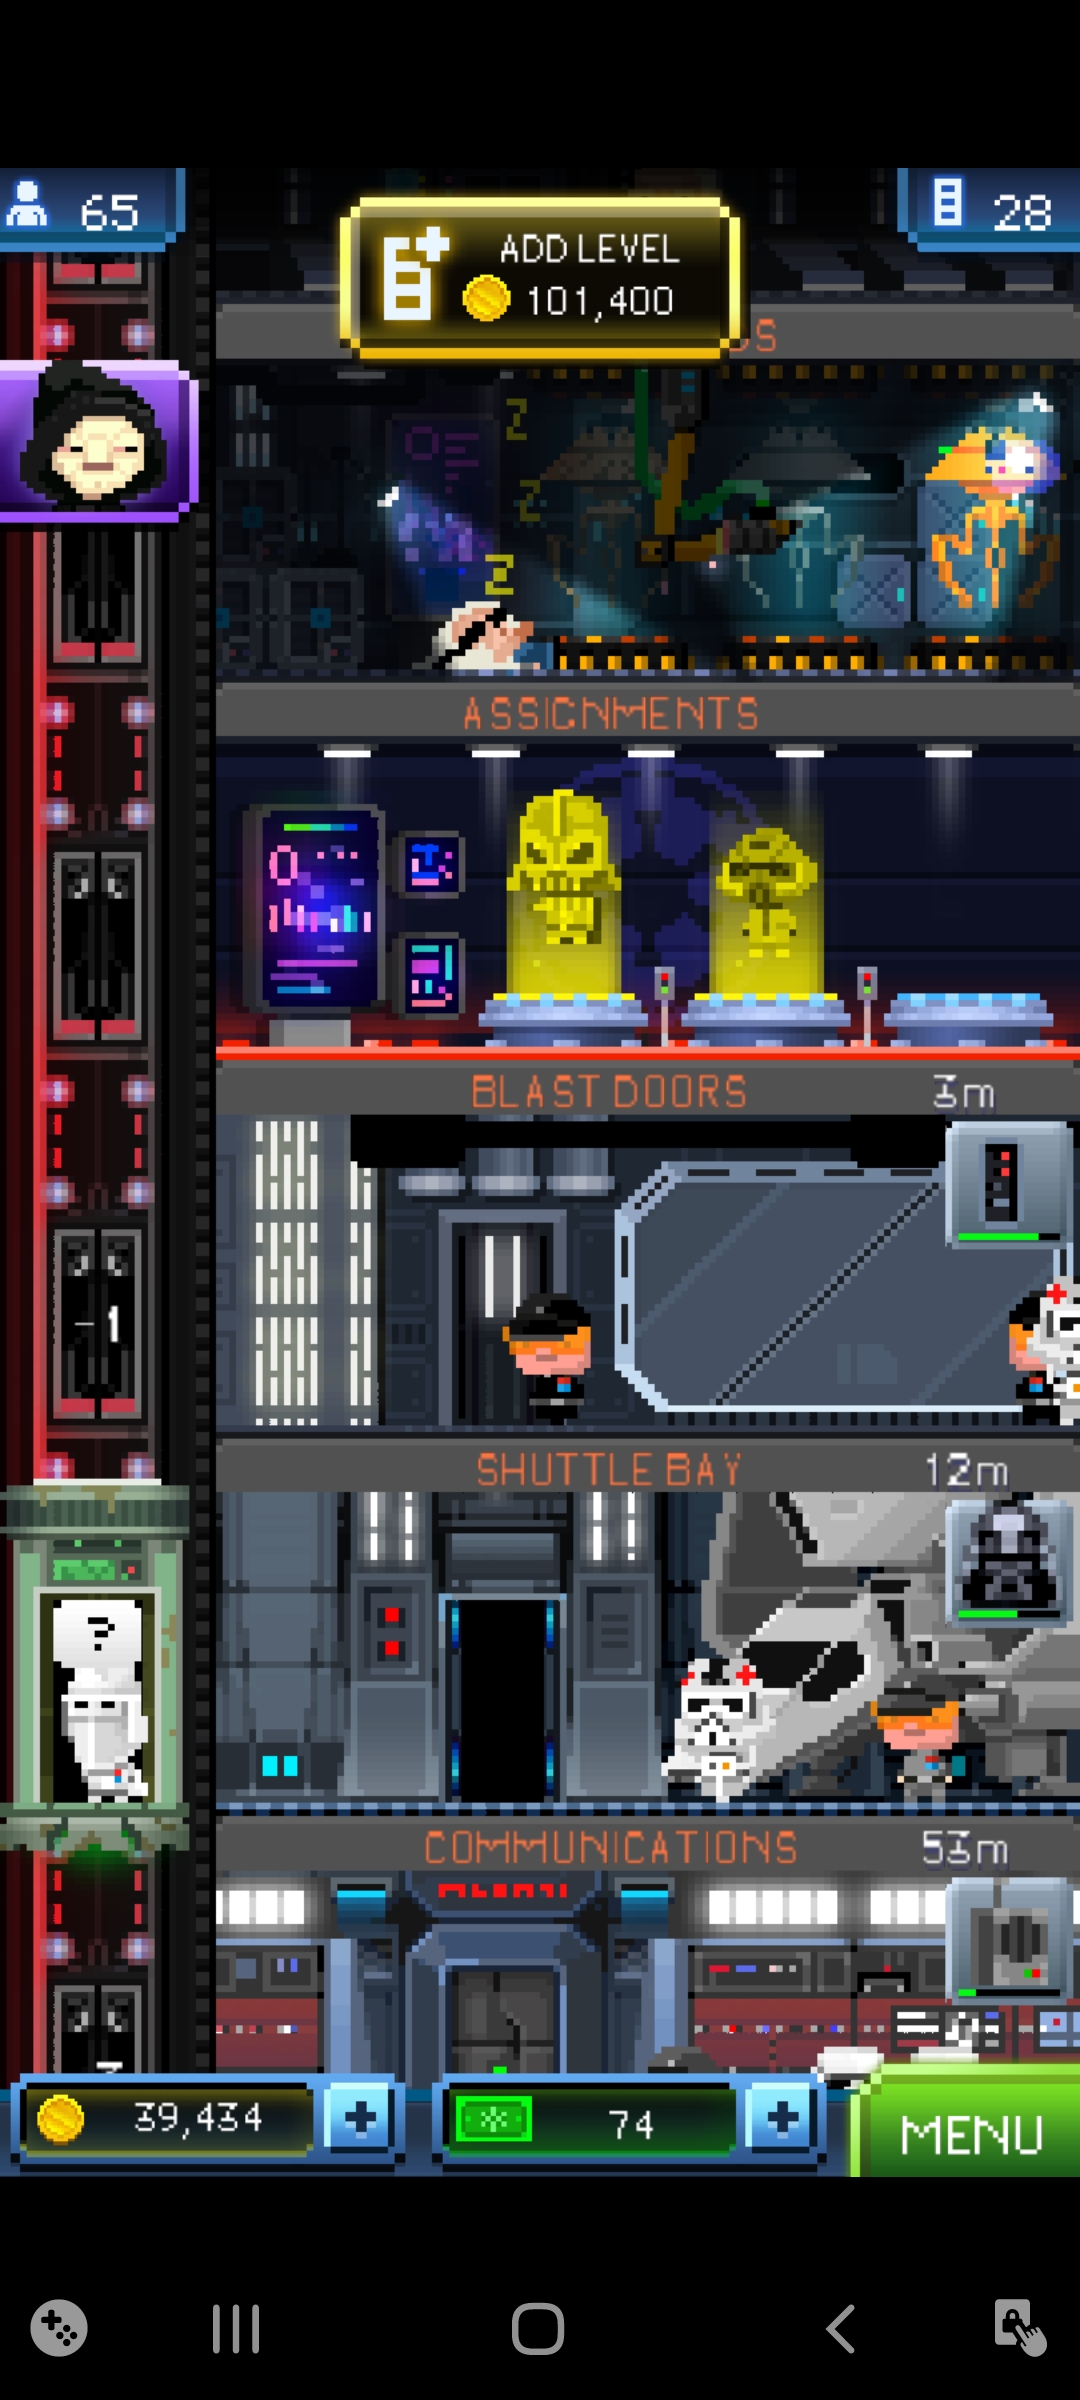 65
ADD LEVEL
101,400
28
Z
Z
Z
ASSIGNMENTS
BLAST DOORS 3m
-1
SHUTTLE BAY 12m
?
COMMUNICATIONS 53m
39,434
74
MENU